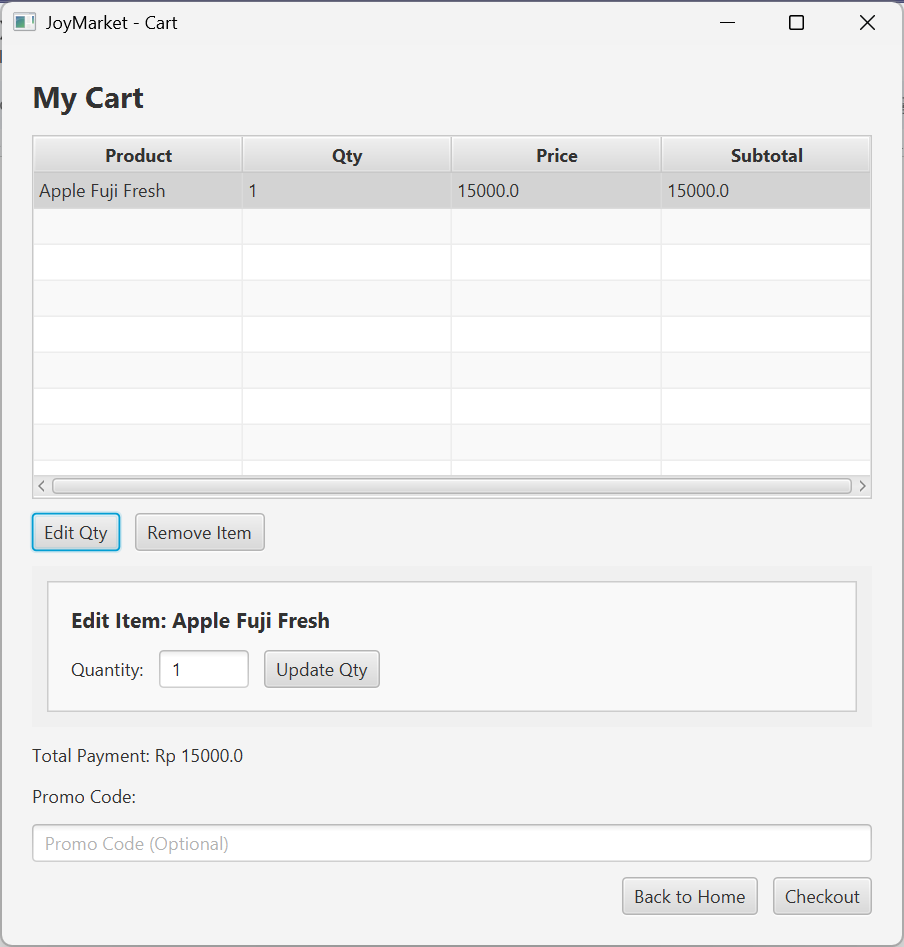 JoyMarket - Cart
My Cart
Product Qty Price Subtotal
Apple Fuji Fresh 1 15000.0 15000.0
Edit Qty Remove Item
Edit Item: Apple Fuji Fresh
Quantity: 1 Update Qty
Total Payment: Rp 15000.0
Promo Code:
Promo Code (Optional)
Back to Home Checkout